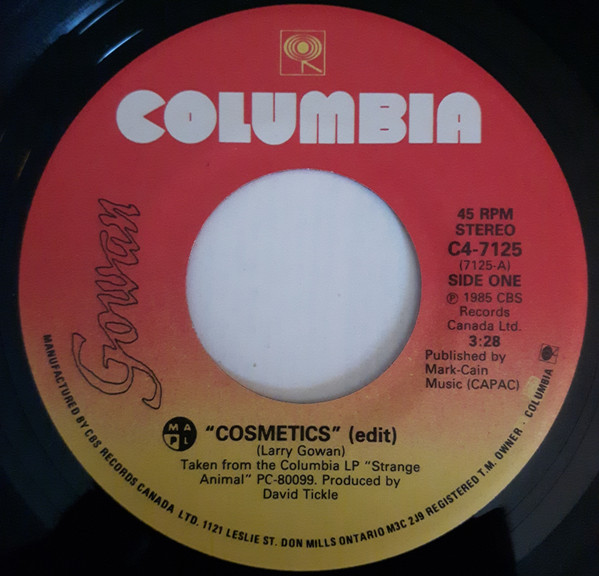 COLUMBIA
Gowan
45 RPM
STEREO
C4-7125
(7125-A)
SIDE ONE
℗ 1985 CBS
Records
Canada Ltd.
3:28
Published by
Mark-Cain
Music (CAPAC)
M A
P L
"COSMETICS" (edit)
(Larry Gowan)
Taken from the Columbia LP "Strange
Animal" PC-80099. Produced by
David Tickle
MANUFACTURED BY CBS RECORDS CANADA LTD. 1121 LESLIE ST. DON MILLS ONTARIO M3C 2J9 REGISTERED T.M. OWNER · COLUMBIA